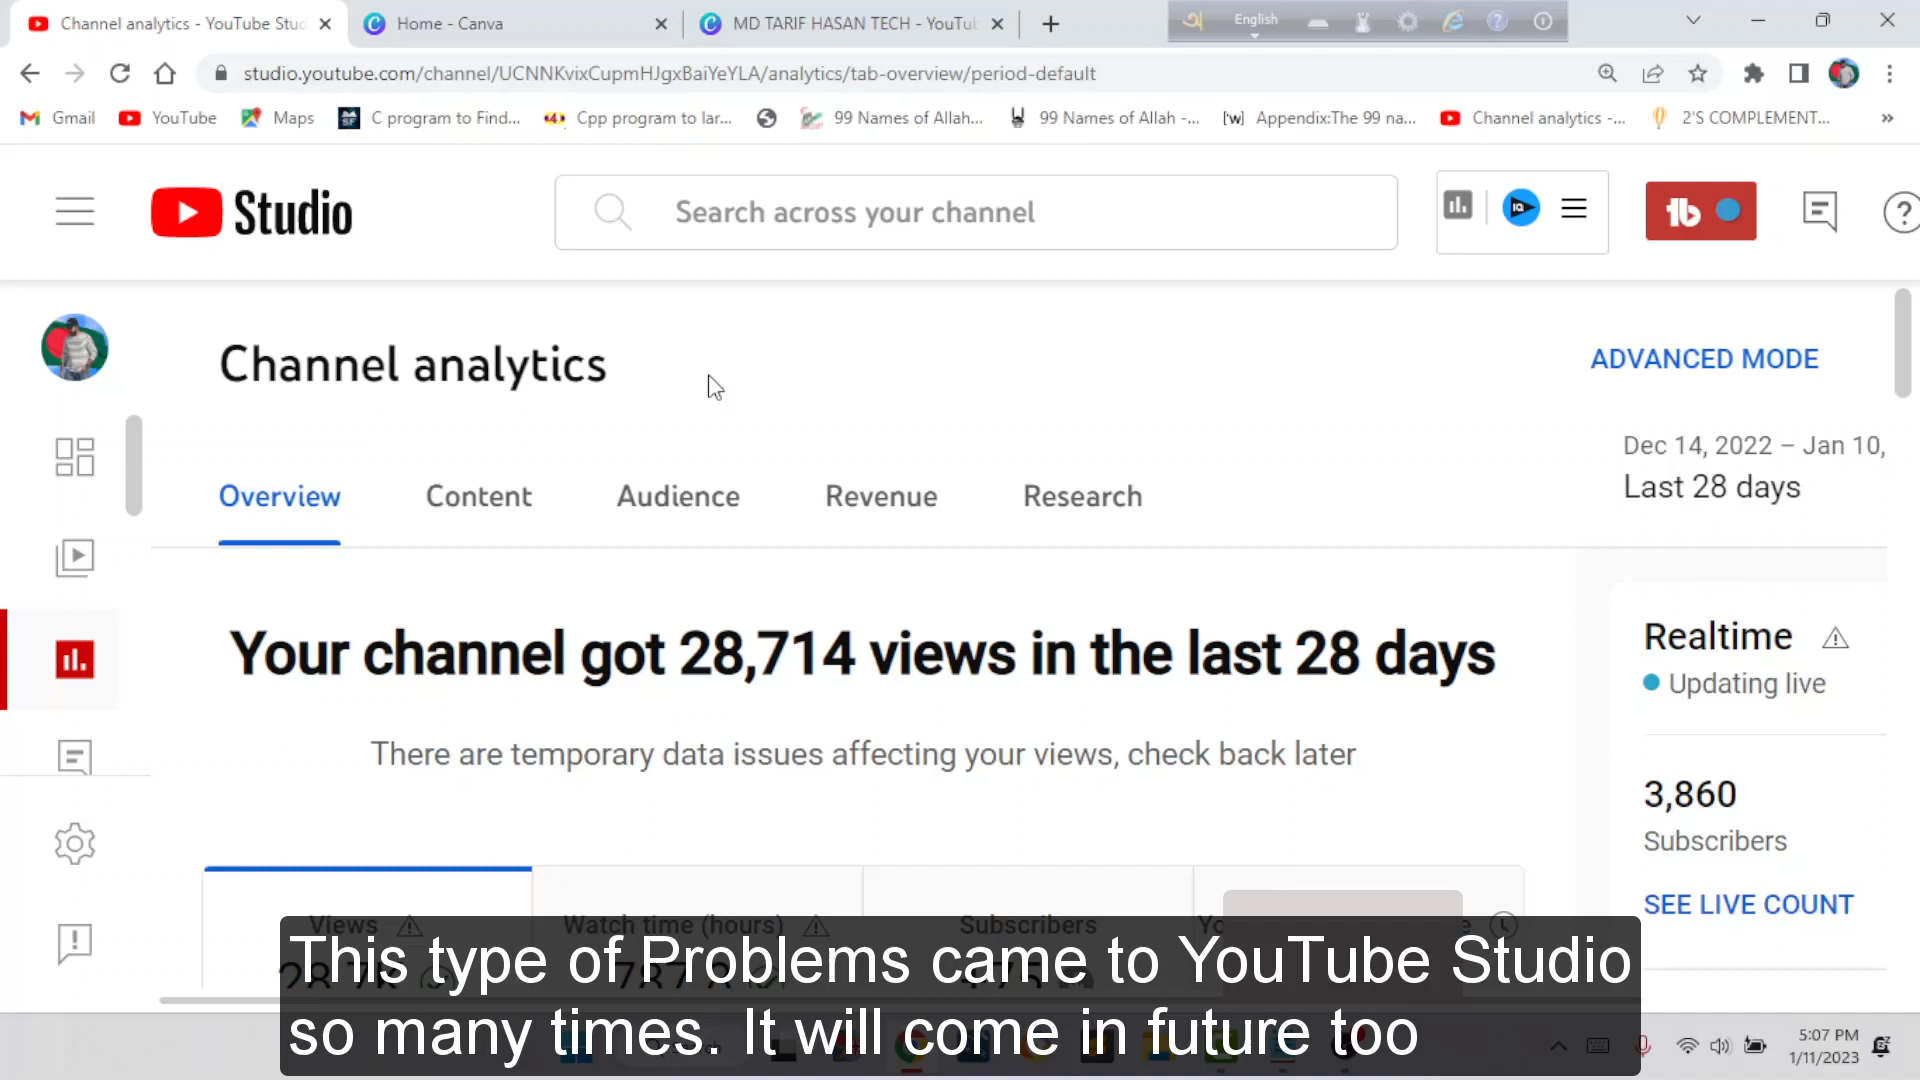 Channel analytics - YouTube Stud
Home - Canva
MD TARIF HASAN TECH - YouTub
English
studio.youtube.com/channel/UCNNKvixCupmHJgxBaiYeYLA/analytics/tab-overview/period-default
Gmail
YouTube
Maps
C program to Find...
Cpp program to lar...
99 Names of Allah...
99 Names of Allah -...
Appendix:The 99 na...
Channel analytics -...
2'S COMPLEMENT...
Studio
Search across your channel
Channel analytics
ADVANCED MODE
Dec 14, 2022 – Jan 10,
Last 28 days
Overview
Content
Audience
Revenue
Research
Your channel got 28,714 views in the last 28 days
There are temporary data issues affecting your views, check back later
Realtime
Updating live
3,860
Subscribers
SEE LIVE COUNT
Views
Watch time (hours)
Subscribers
This type of Problems came to YouTube Studio
so many times. It will come in future too
5:07 PM
1/11/2023